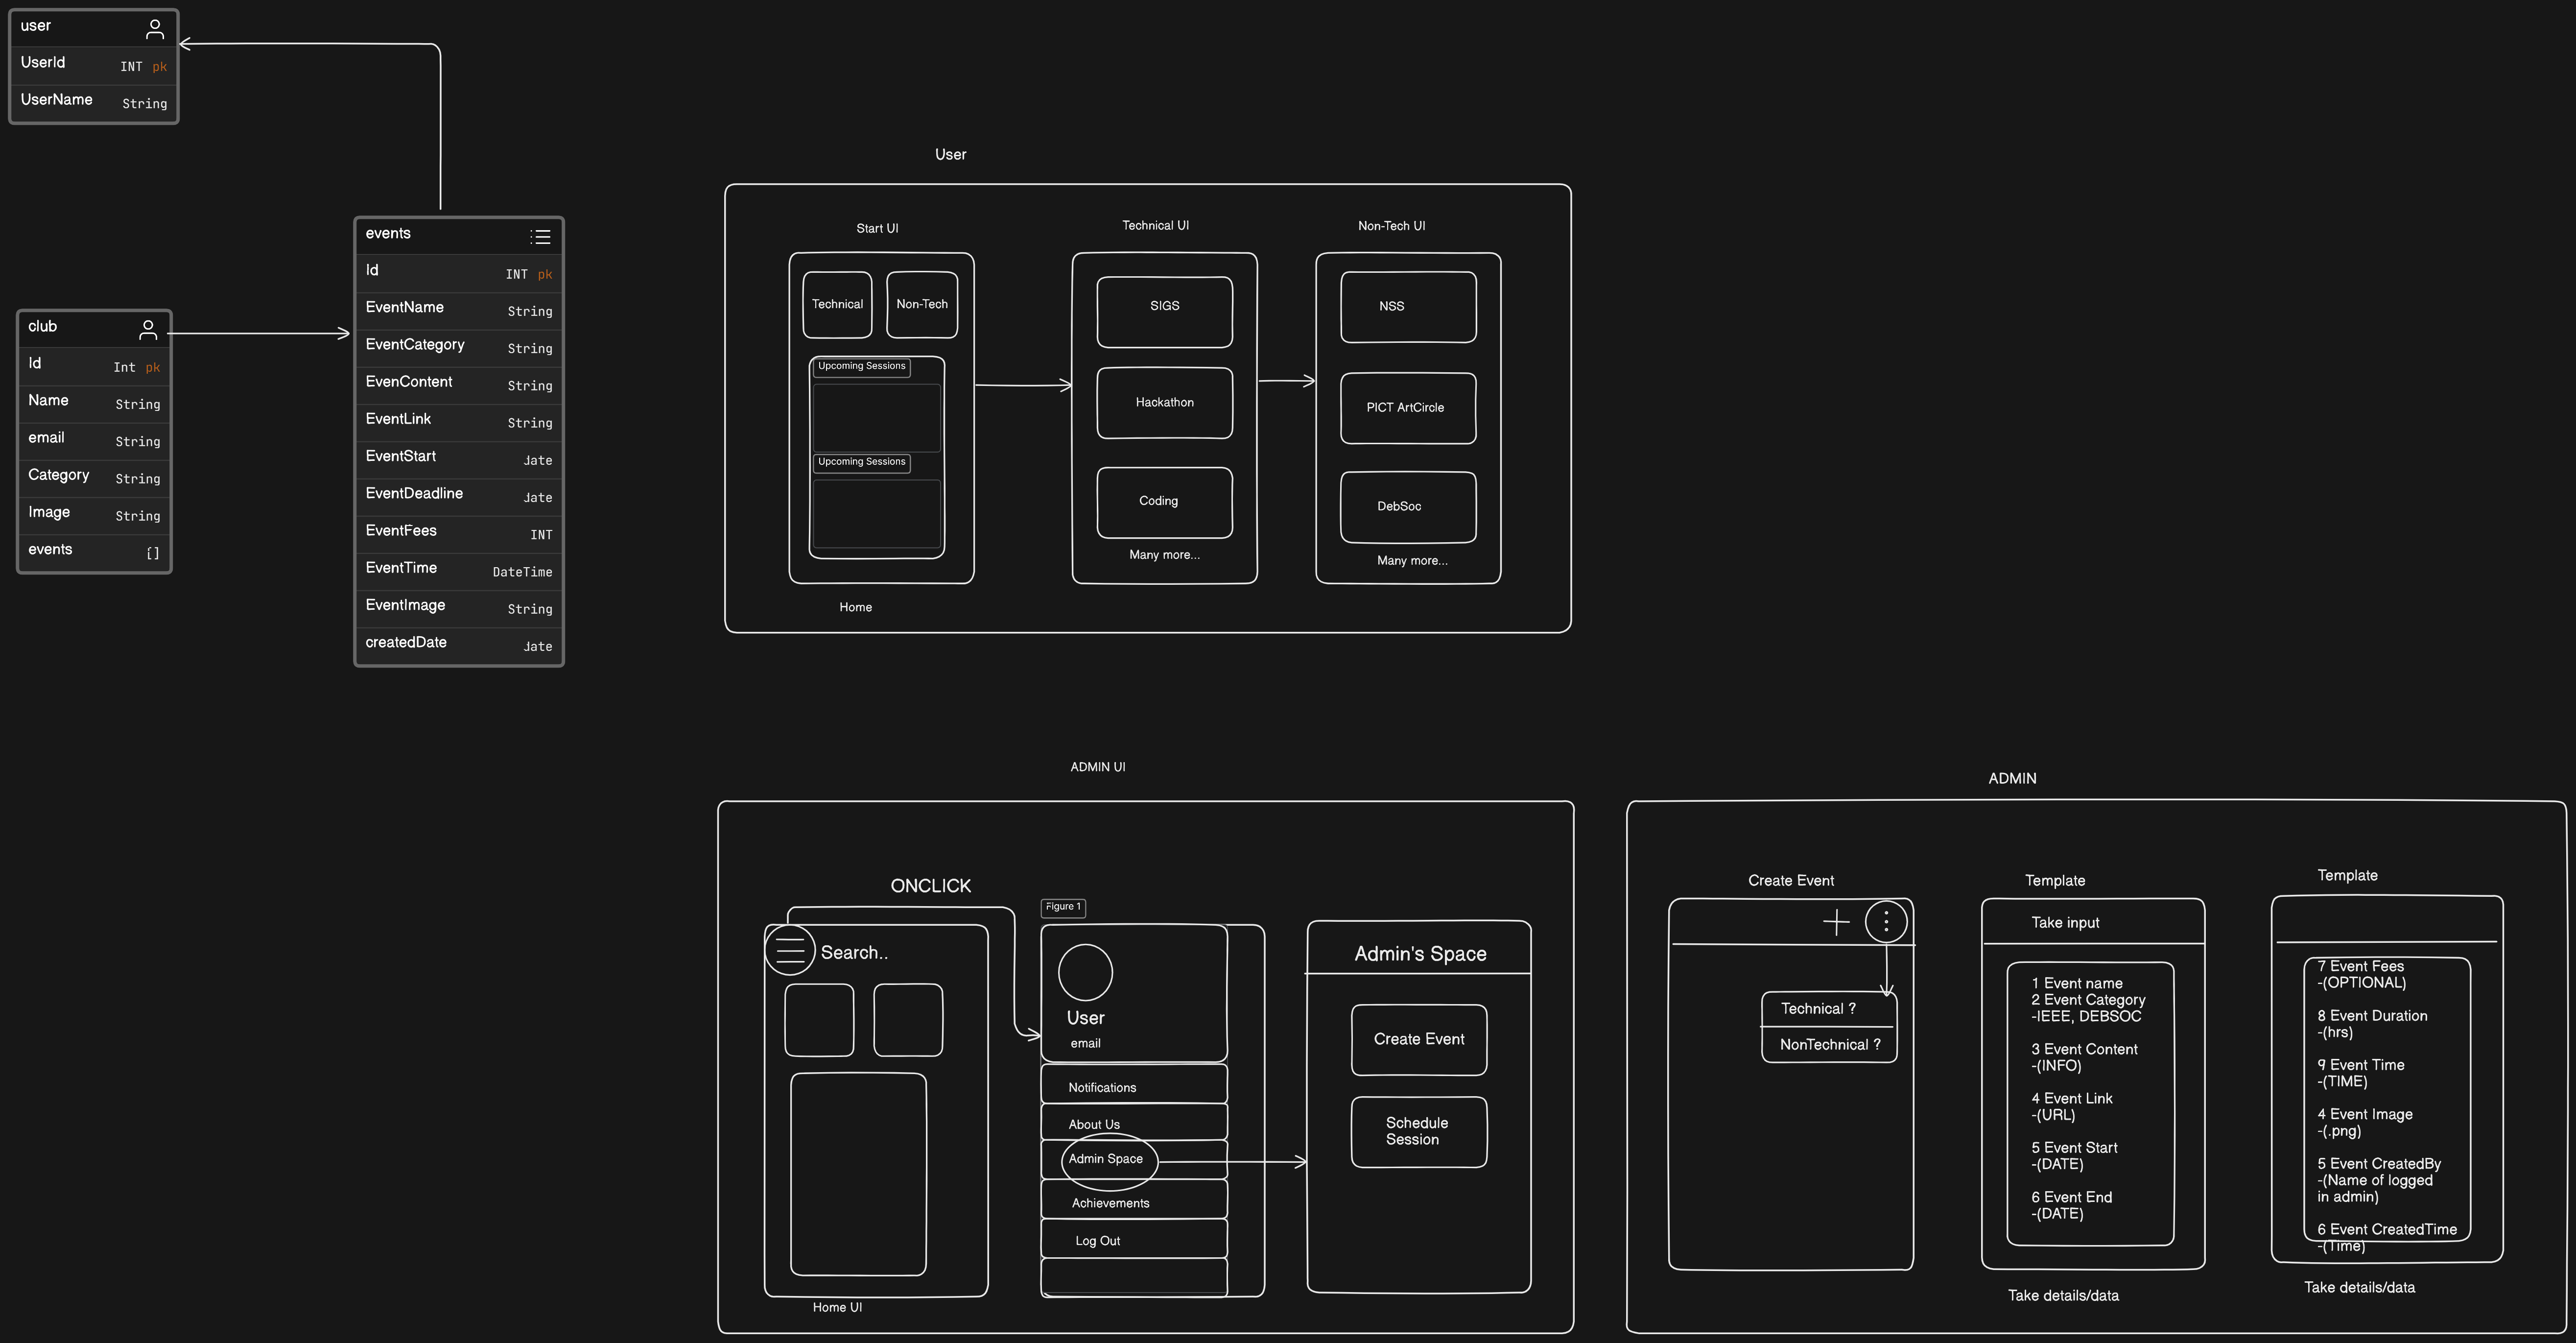 user
UserId INT pk
UserName String
events
Id INT pk
EventName String
EventCategory String
EvenContent String
EventLink String
EventStart date
EventDeadline date
EventFees INT
EventTime DateTime
EventImage String
createdDate date
club
Id Int pk
Name String
email String
Category String
Image String
events []
User
Start UI
Technical
Non-Tech
Upcoming Sessions
Upcoming Sessions
Home
Technical UI
SIGS
Hackathon
Coding
Many more...
Non-Tech UI
NSS
PICT ArtCircle
DebSoc
Many more...
ADMIN UI
ONCLICK
Search..
Home UI
Figure 1
User
email
Notifications
About Us
Admin Space
Achievements
Log Out
Admin's Space
Create Event
Schedule
Session
ADMIN
Create Event
Technical ?
NonTechnical ?
Template
Take input
1 Event name
2 Event Category
-IEEE, DEBSOC
3 Event Content
-(INFO)
4 Event Link
-(URL)
5 Event Start
-(DATE)
6 Event End
-(DATE)
Take details/data
Template
7 Event Fees
-(OPTIONAL)
8 Event Duration
-(hrs)
9 Event Time
-(TIME)
4 Event Image
-(.png)
5 Event CreatedBy
-(Name of logged
in admin)
6 Event CreatedTime
-(Time)
Take details/data